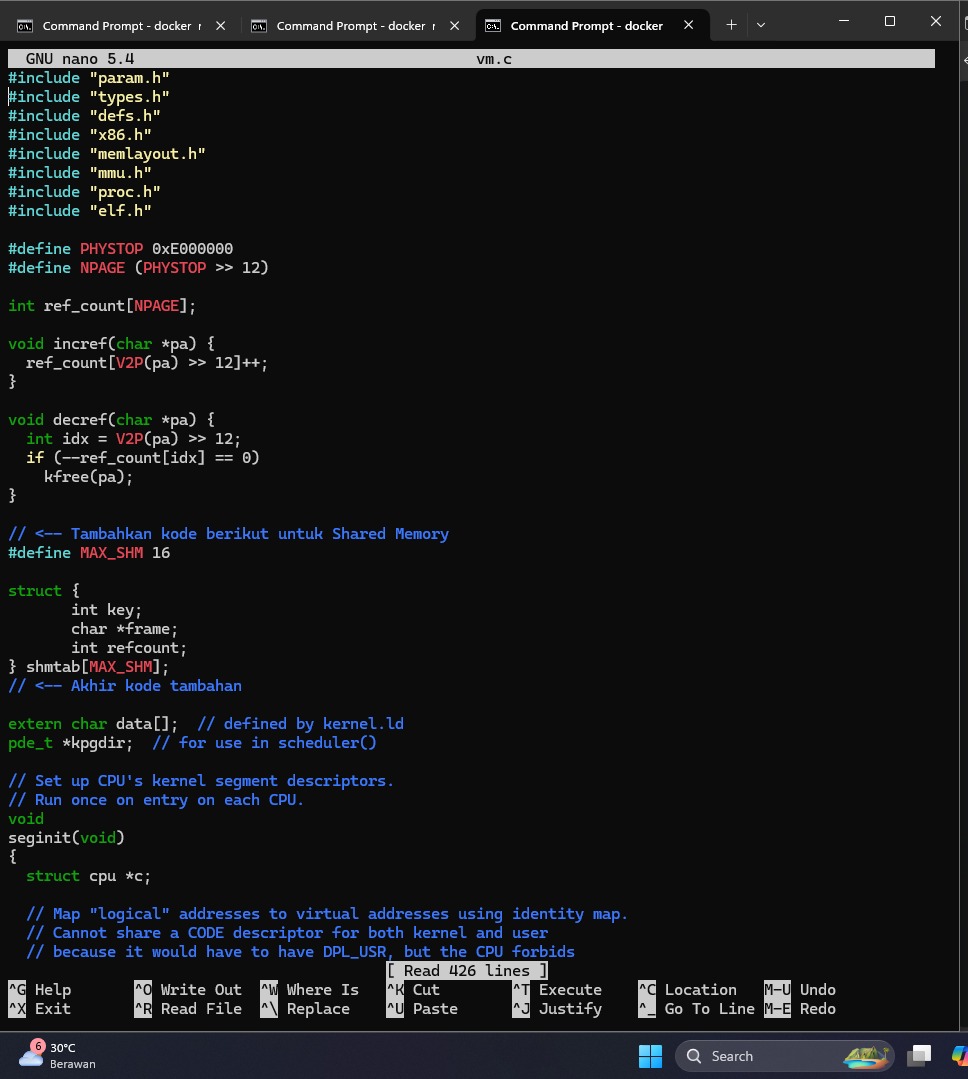 Command Prompt - docker r
Command Prompt - docker r
Command Prompt - docker
GNU nano 5.4 vm.c
#include "param.h"
#include "types.h"
#include "defs.h"
#include "x86.h"
#include "memlayout.h"
#include "mmu.h"
#include "proc.h"
#include "elf.h"
#define PHYSTOP 0xE000000
#define NPAGE (PHYSTOP >> 12)
int ref_count[NPAGE];
void incref(char *pa) {
  ref_count[V2P(pa) >> 12]++;
}
void decref(char *pa) {
  int idx = V2P(pa) >> 12;
  if (--ref_count[idx] == 0)
    kfree(pa);
}
// <-- Tambahkan kode berikut untuk Shared Memory
#define MAX_SHM 16
struct {
       int key;
       char *frame;
       int refcount;
} shmtab[MAX_SHM];
// <-- Akhir kode tambahan
extern char data[];  // defined by kernel.ld
pde_t *kpgdir;  // for use in scheduler()
// Set up CPU's kernel segment descriptors.
// Run once on entry on each CPU.
void
seginit(void)
{
  struct cpu *c;
  // Map "logical" addresses to virtual addresses using identity map.
  // Cannot share a CODE descriptor for both kernel and user
  // because it would have to have DPL_USR, but the CPU forbids
[ Read 426 lines ]
^G Help ^O Write Out ^W Where Is ^K Cut ^T Execute ^C Location M-U Undo
^X Exit ^R Read File ^\ Replace ^U Paste ^J Justify ^_ Go To Line M-E Redo
6
30°C
Berawan
Search